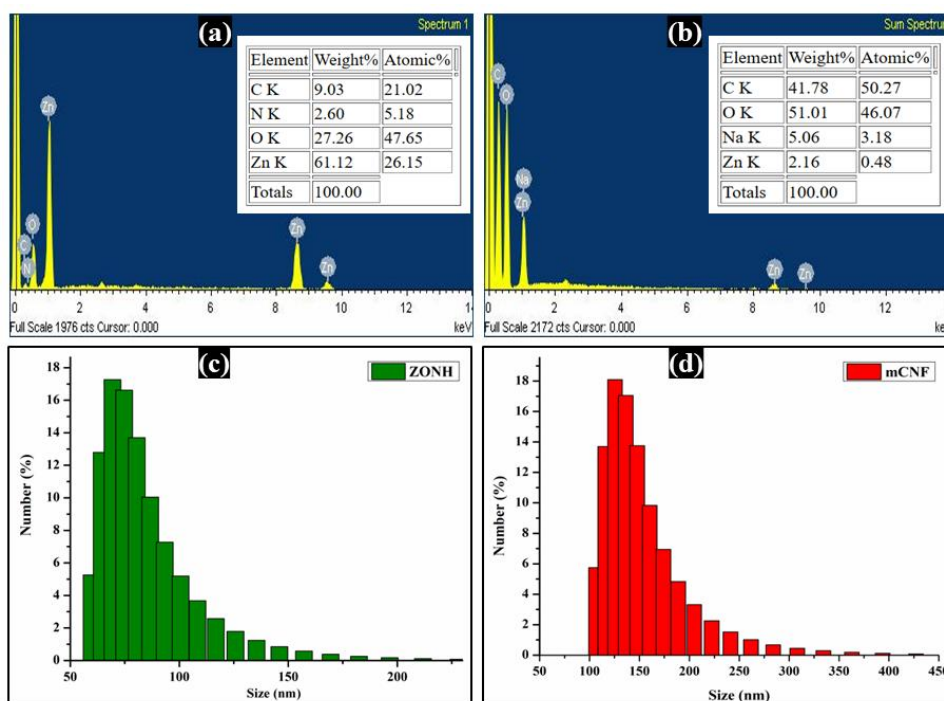 (a)
Spectrum 1
Element Weight% Atomic%
C K 9.03 21.02
N K 2.60 5.18
O K 27.26 47.65
Zn K 61.12 26.15
Totals 100.00
Zn
O
C
N
Zn
Zn
0 2 4 6 8 10 12 14
Full Scale 1976 cts Cursor: 0.000
keV
(b)
Sum Spectrum
Element Weight% Atomic%
C K 41.78 50.27
O K 51.01 46.07
Na K 5.06 3.18
Zn K 2.16 0.48
Totals 100.00
C
O
Na
Zn
Zn
Zn
0 2 4 6 8 10 12
Full Scale 2172 cts Cursor: 0.000
keV
(c)
ZONH
Number (%)
18
16
14
12
10
8
6
4
2
0
50 100 150 200
Size (nm)
(d)
mCNF
Number (%)
18
16
14
12
10
8
6
4
2
0
50 100 150 200 250 300 350 400 450
Size (nm)